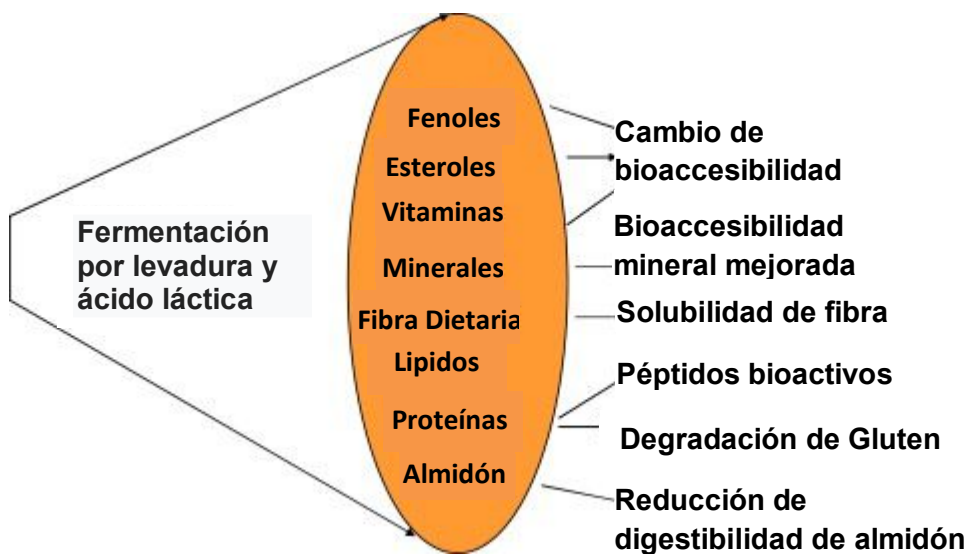 Fermentación
por levadura y
ácido láctica
Fenoles
Esteroles
Vitaminas
Minerales
Fibra Dietaria
Lipidos
Proteínas
Almidón
Cambio de
bioaccesibilidad
Bioaccesibilidad
mineral mejorada
Solubilidad de fibra
Péptidos bioactivos
Degradación de Gluten
Reducción de
digestibilidad de almidón